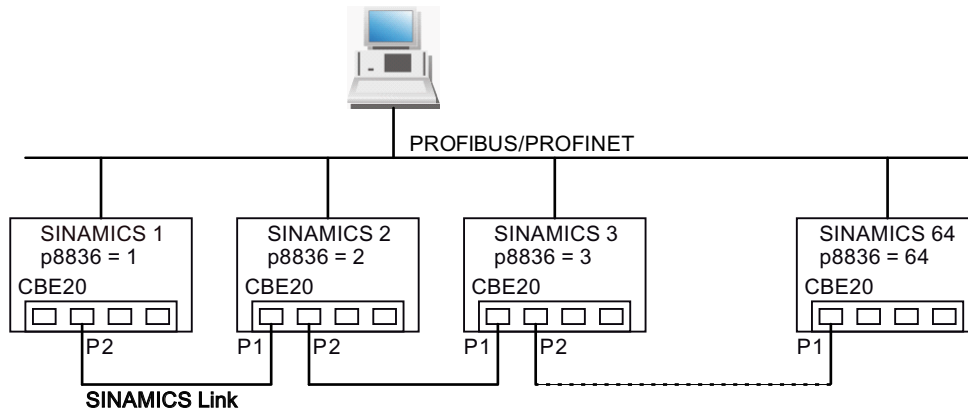 PROFIBUS/PROFINET
SINAMICS 1
p8836 = 1
CBE20
P2
SINAMICS 2
p8836 = 2
CBE20
P1
P2
SINAMICS 3
p8836 = 3
CBE20
P1
P2
SINAMICS 64
p8836 = 64
CBE20
P1
SINAMICS Link